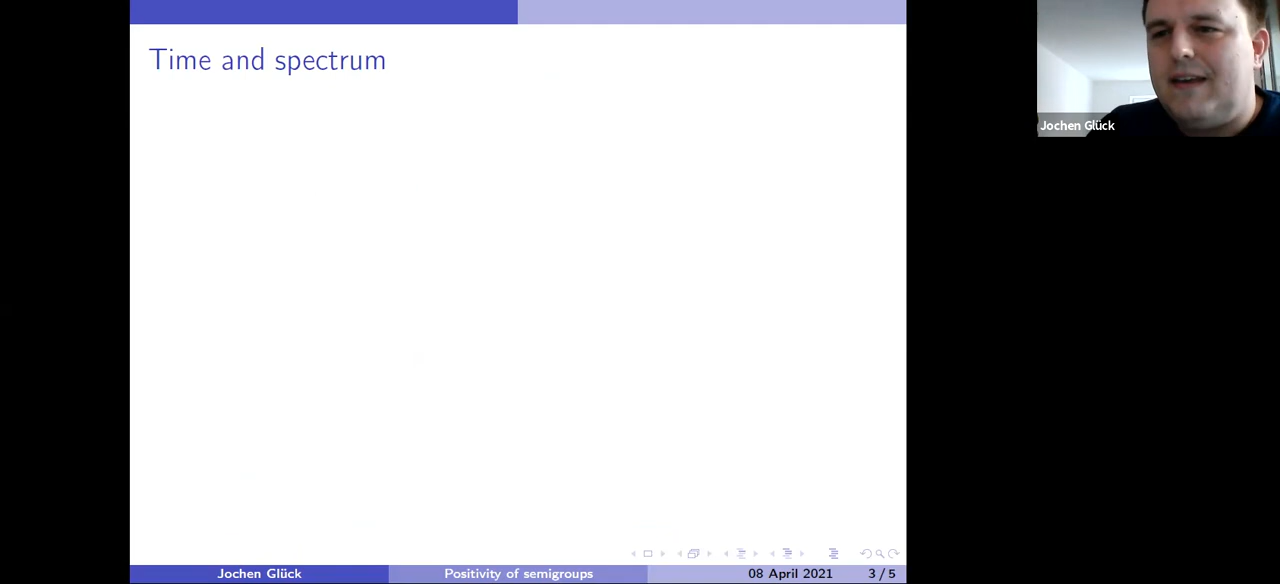 Time and spectrum
Jochen Glück
Jochen Glück Positivity of semigroups 08 April 2021 3 / 5